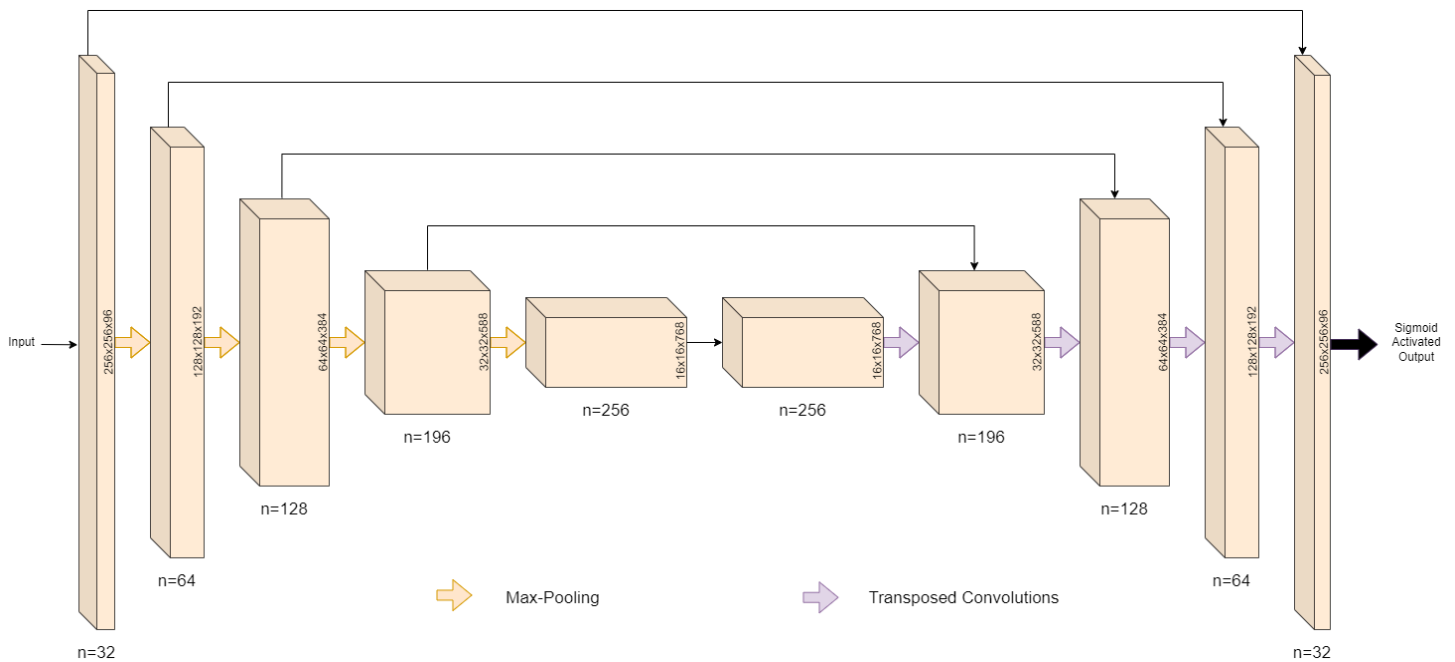 Input
256x256x96
n=32
128x128x192
n=64
64x64x384
n=128
32x32x588
n=196
16x16x768
n=256
16x16x768
n=256
32x32x588
n=196
64x64x384
n=128
128x128x192
n=64
256x256x96
n=32
Sigmoid
Activated
Output
Max-Pooling
Transposed Convolutions